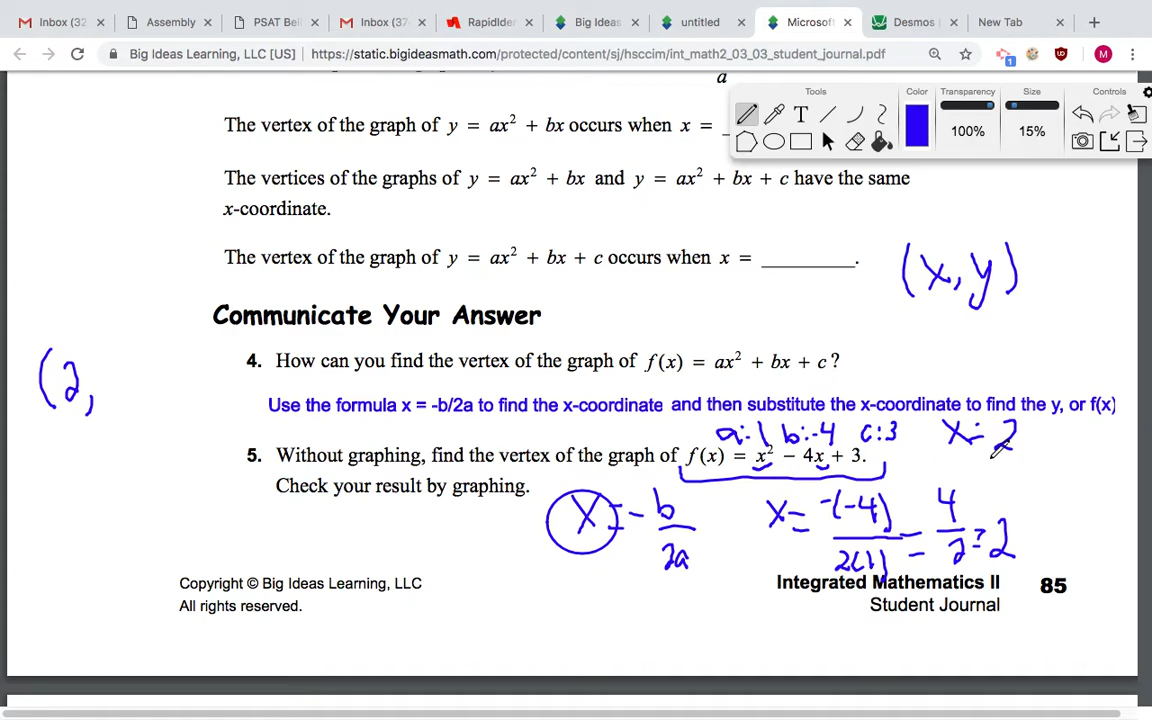 Inbox (32,
Assembly
PSAT Bei
Inbox (37
RapidIder
Big Ideas
untitled
Microsof
Desmos |
New Tab
Big Ideas Learning, LLC [US] | https://static.bigideasmath.com/protected/content/sj/hsccim/int_math2_03_03_student_journal.pdf
1
M
a
Tools Color Transparency Size Controls
T
100% 15%
The vertex of the graph of y = ax² + bx occurs when x =
The vertices of the graphs of y = ax² + bx and y = ax² + bx + c have the same
x-coordinate.
The vertex of the graph of y = ax² + bx + c occurs when x = ________.
(x, y)
Communicate Your Answer
4. How can you find the vertex of the graph of f(x) = ax² + bx + c?
(2,
Use the formula x = -b/2a to find the x-coordinate and then substitute the x-coordinate to find the y, or f(x)
a:1 b:-4 c:3 x=2
5. Without graphing, find the vertex of the graph of f(x) = x² − 4x + 3.
Check your result by graphing.
x = -b/2a x = -(-4)/2(1) = 4/2 = 2
Copyright © Big Ideas Learning, LLC
All rights reserved.
Integrated Mathematics II
Student Journal
85